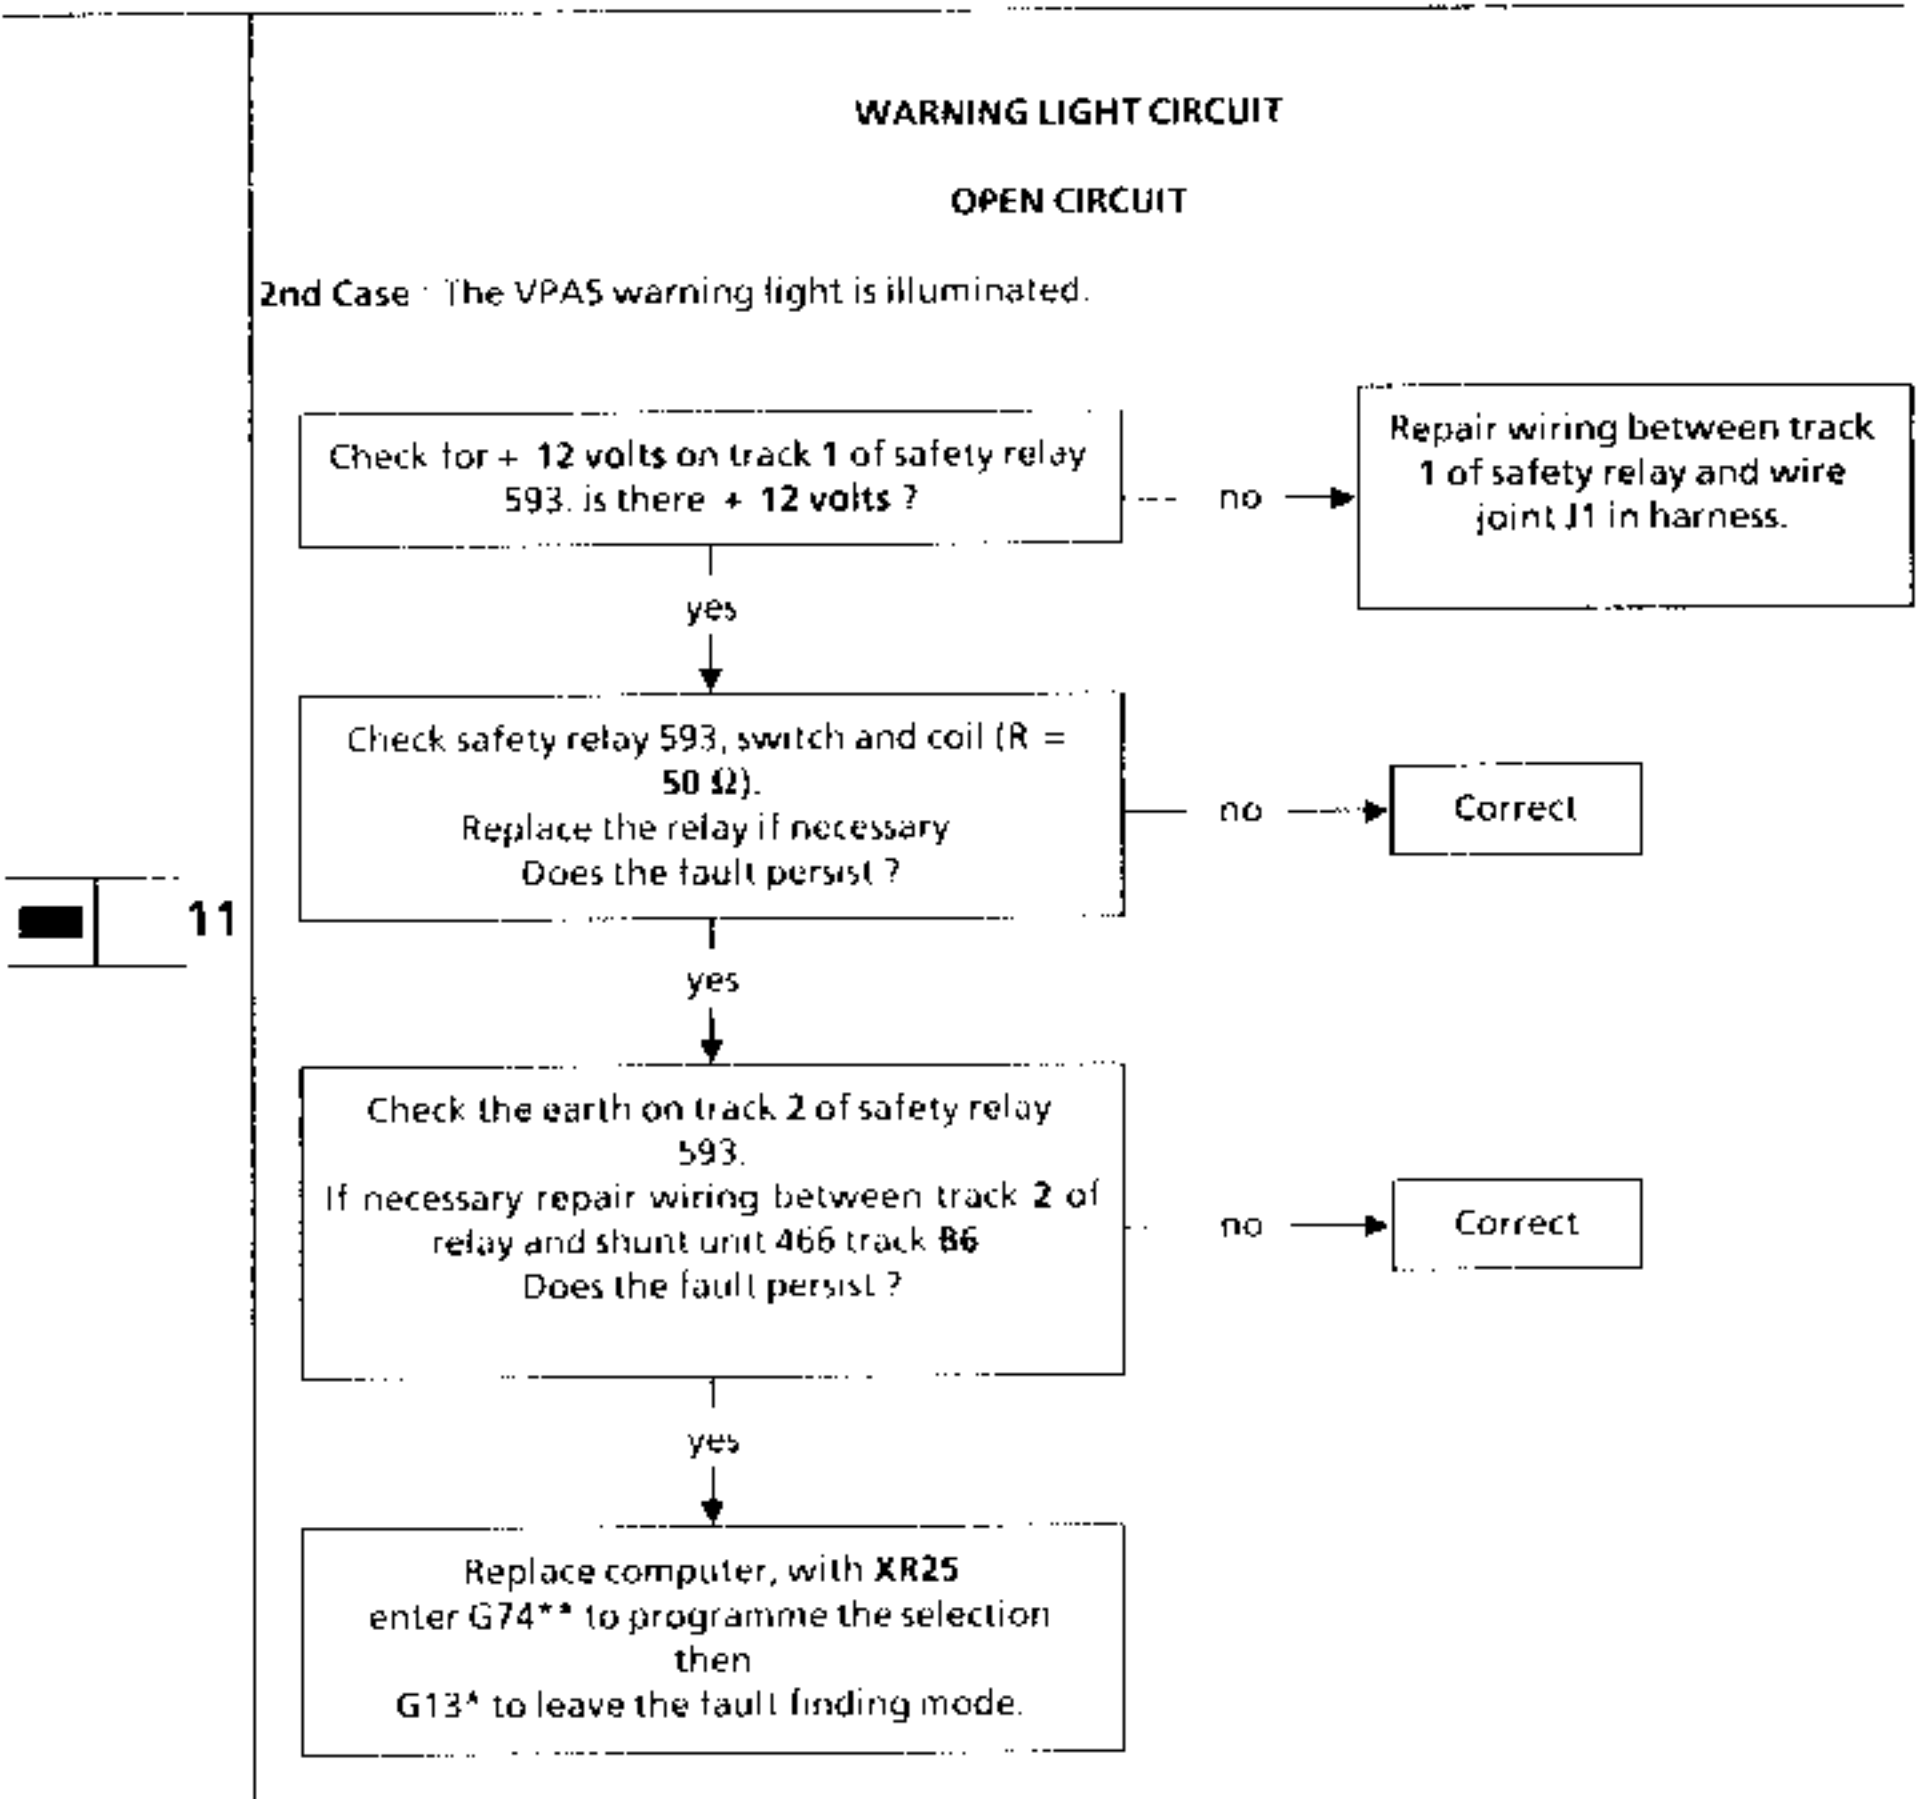 WARNING LIGHT CIRCUIT
OPEN CIRCUIT
2nd Case : The VPAS warning light is illuminated.
Check for + 12 volts on track 1 of safety relay
593. is there + 12 volts ?
no
Repair wiring between track
1 of safety relay and wire
joint J1 in harness.
yes
Check safety relay 593, switch and coil (R =
50 Ω).
Replace the relay if necessary
Does the fault persist ?
no
Correct
11
yes
Check the earth on track 2 of safety relay
593.
If necessary repair wiring between track 2 of
relay and shunt unit 466 track B6
Does the fault persist ?
no
Correct
yes
Replace computer, with XR25
enter G74** to programme the selection
then
G13* to leave the fault finding mode.